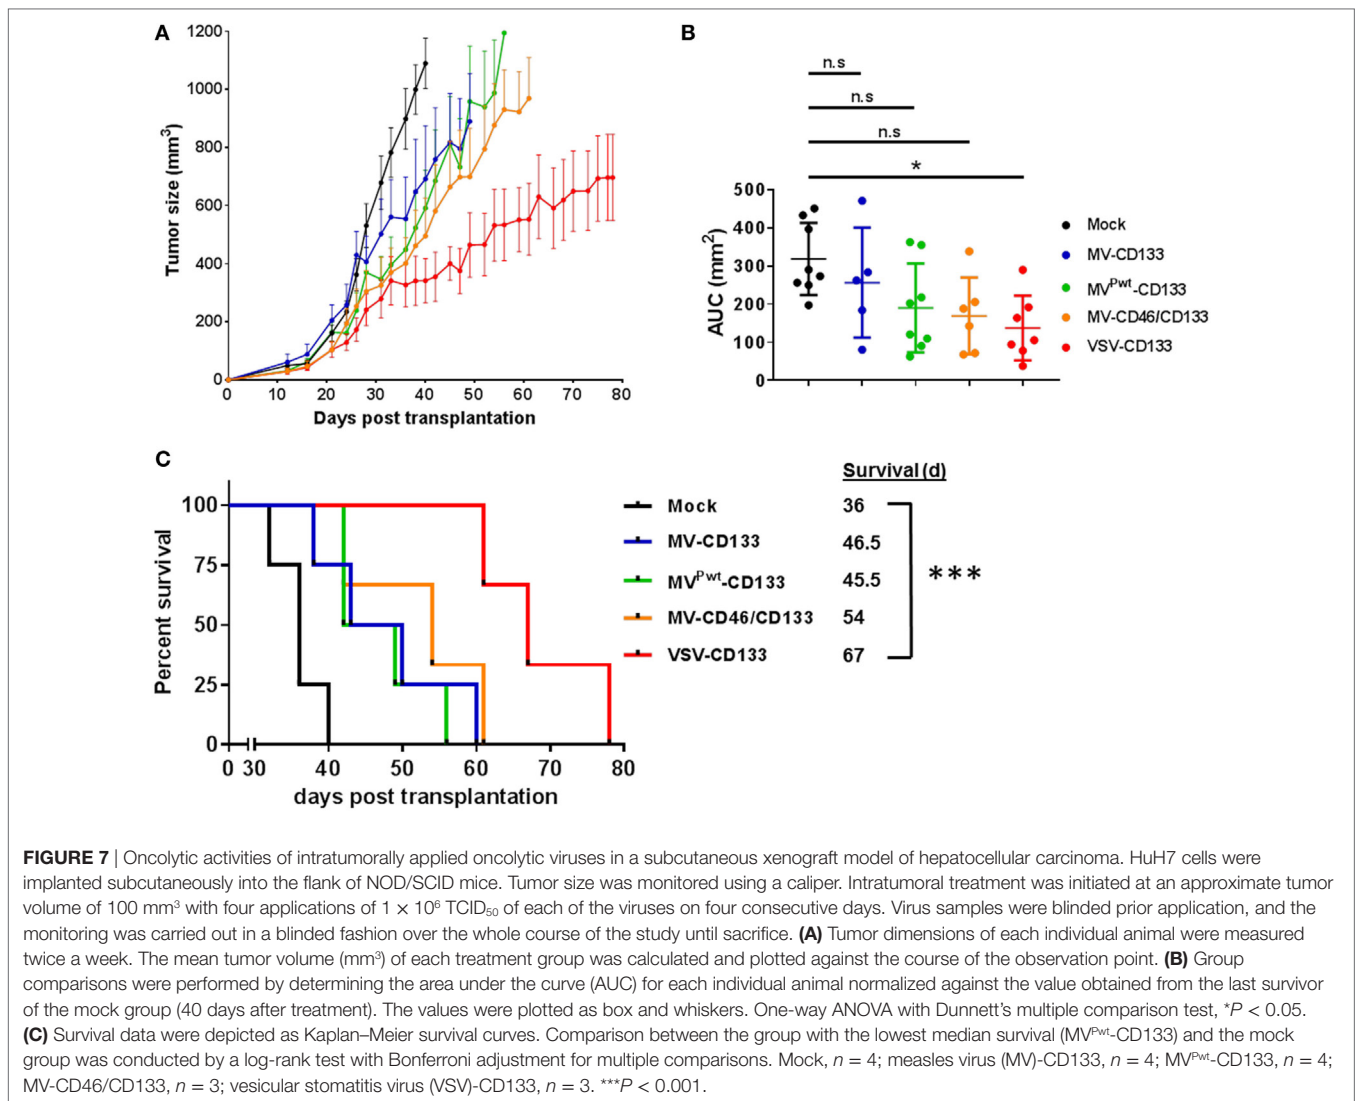 A
1200
1000
800
600
400
200
0
Tumor size (mm³)
0 10 20 30 40 50 60 70 80
Days post transplantation
B
n.s
n.s
n.s
*
500
400
300
200
100
0
AUC (mm²)
Mock
MV-CD133
MVᴾʷᵗ-CD133
MV-CD46/CD133
VSV-CD133
C
100
75
50
25
0
Percent survival
0 30 40 50 60 70 80
days post transplantation
Survival (d)
Mock 36
MV-CD133 46.5
MVᴾʷᵗ-CD133 45.5
MV-CD46/CD133 54
VSV-CD133 67
***
FIGURE 7 | Oncolytic activities of intratumorally applied oncolytic viruses in a subcutaneous xenograft model of hepatocellular carcinoma. HuH7 cells were
implanted subcutaneously into the flank of NOD/SCID mice. Tumor size was monitored using a caliper. Intratumoral treatment was initiated at an approximate tumor
volume of 100 mm³ with four applications of 1 × 10⁶ TCID₅₀ of each of the viruses on four consecutive days. Virus samples were blinded prior application, and the
monitoring was carried out in a blinded fashion over the whole course of the study until sacrifice. (A) Tumor dimensions of each individual animal were measured
twice a week. The mean tumor volume (mm³) of each treatment group was calculated and plotted against the course of the observation point. (B) Group
comparisons were performed by determining the area under the curve (AUC) for each individual animal normalized against the value obtained from the last survivor
of the mock group (40 days after treatment). The values were plotted as box and whiskers. One-way ANOVA with Dunnett's multiple comparison test, *P < 0.05.
(C) Survival data were depicted as Kaplan–Meier survival curves. Comparison between the group with the lowest median survival (MVᴾʷᵗ-CD133) and the mock
group was conducted by a log-rank test with Bonferroni adjustment for multiple comparisons. Mock, n = 4; measles virus (MV)-CD133, n = 4; MVᴾʷᵗ-CD133, n = 4;
MV-CD46/CD133, n = 3; vesicular stomatitis virus (VSV)-CD133, n = 3. ***P < 0.001.